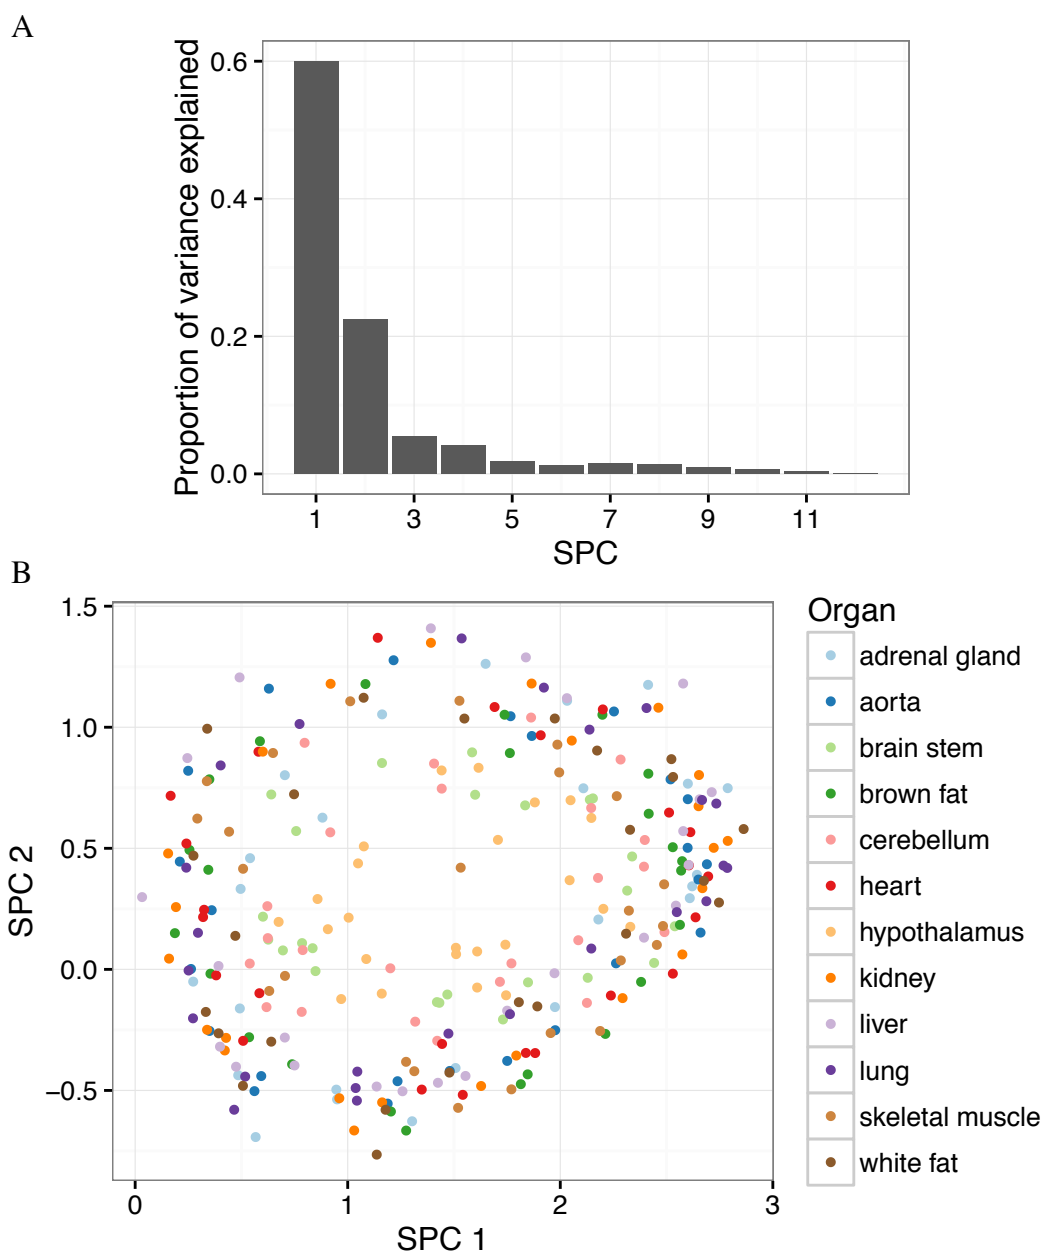 A
Proportion of variance explained
0.6
0.4
0.2
0.0
1 3 5 7 9 11
SPC
B
SPC 2
1.5
1.0
0.5
0.0
−0.5
0 1 2 3
SPC 1
Organ
adrenal gland
aorta
brain stem
brown fat
cerebellum
heart
hypothalamus
kidney
liver
lung
skeletal muscle
white fat